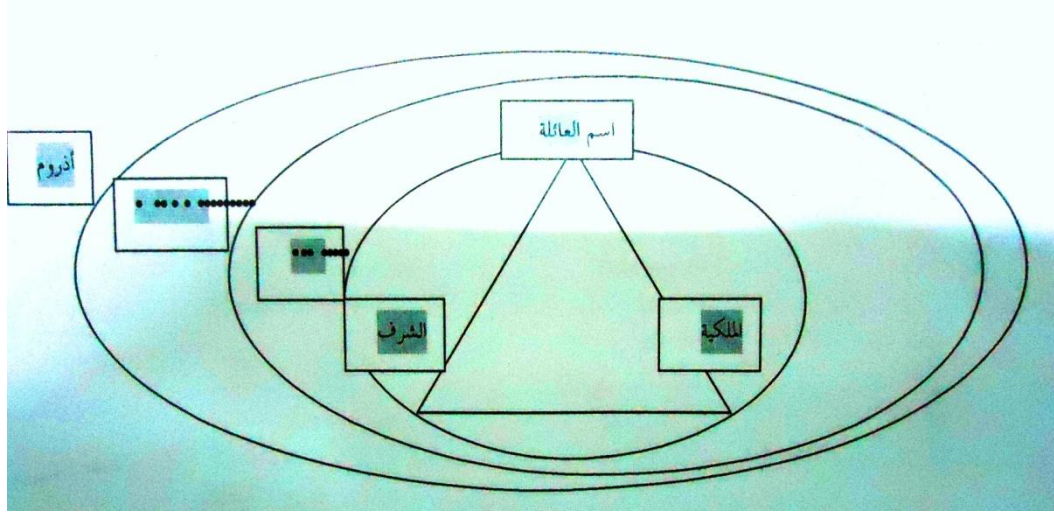 اسم العائلة
أذروم
الشرف
الملكية